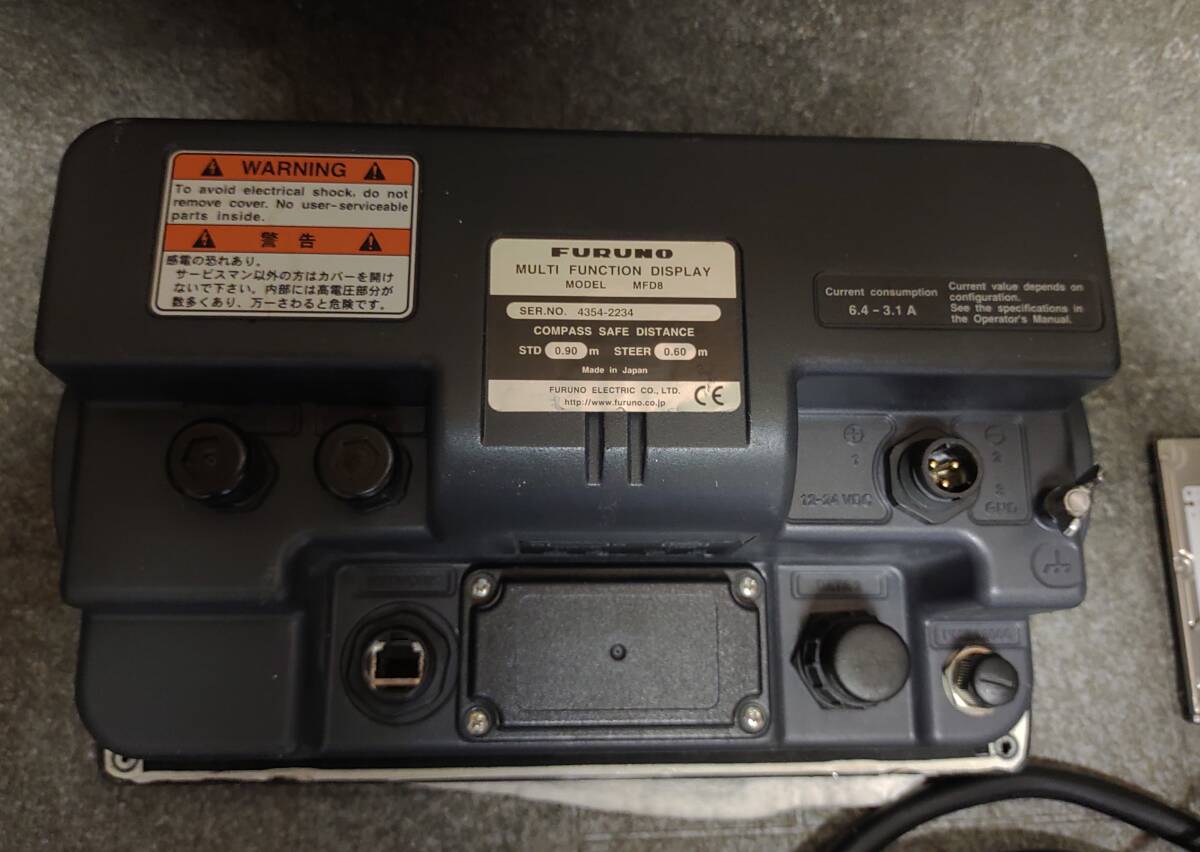 WARNING
To avoid electrical shock, do not
remove cover. No user-serviceable
parts inside.
警告
感電の恐れあり。
サービスマン以外の方はカバーを開け
ないで下さい。内部には高電圧部分が
数多くあり、万一さわると危険です。
FURUNO
MULTI FUNCTION DISPLAY
MODEL MFD8
SER.NO. 4354-2234
COMPASS SAFE DISTANCE
STD 0.90 m STEER 0.60 m
Made in Japan
FURUNO ELECTRIC CO., LTD.
http://www.furuno.co.jp
CE
Current consumption
6.4 - 3.1 A
Current value depends on
configuration.
See the specifications in
the Operator's Manual.
1
2
12-24 VDC
3
GND